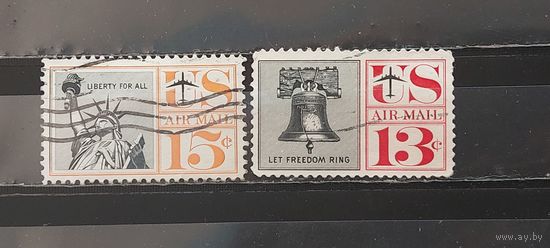 LIBERTY FOR ALL
US
AIR MAIL
15¢
LET FREEDOM RING
US
AIR MAIL
13¢
www.ay.by